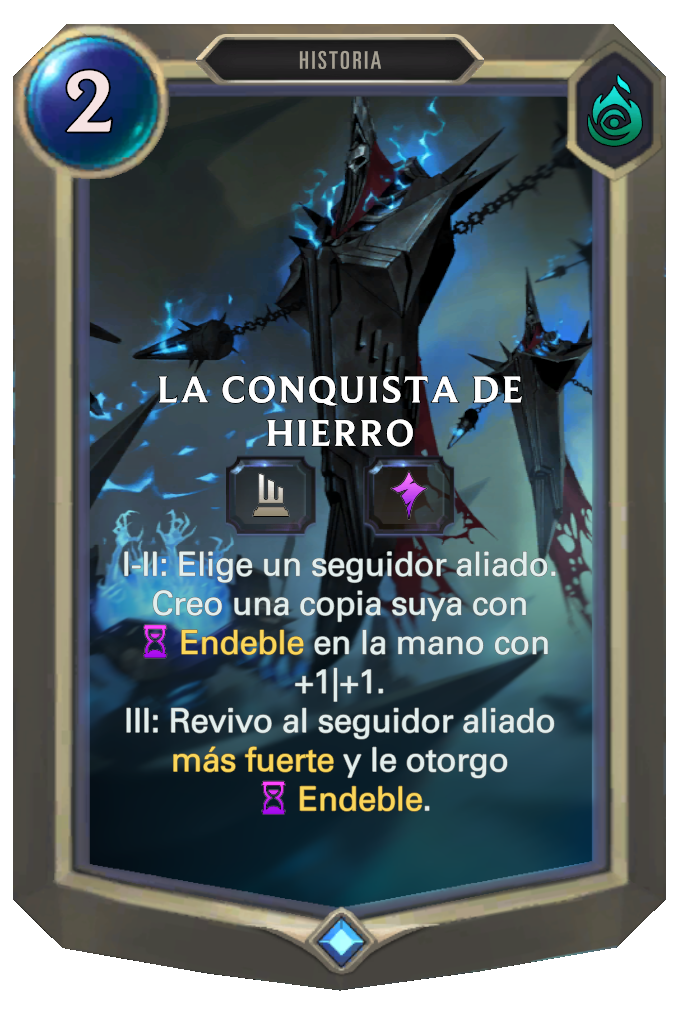 2
HISTORIA
LA CONQUISTA DE
HIERRO
I-II: Elige un seguidor aliado.
Creo una copia suya con
Endeble en la mano con
+1|+1.
III: Revivo al seguidor aliado
más fuerte y le otorgo
Endeble.